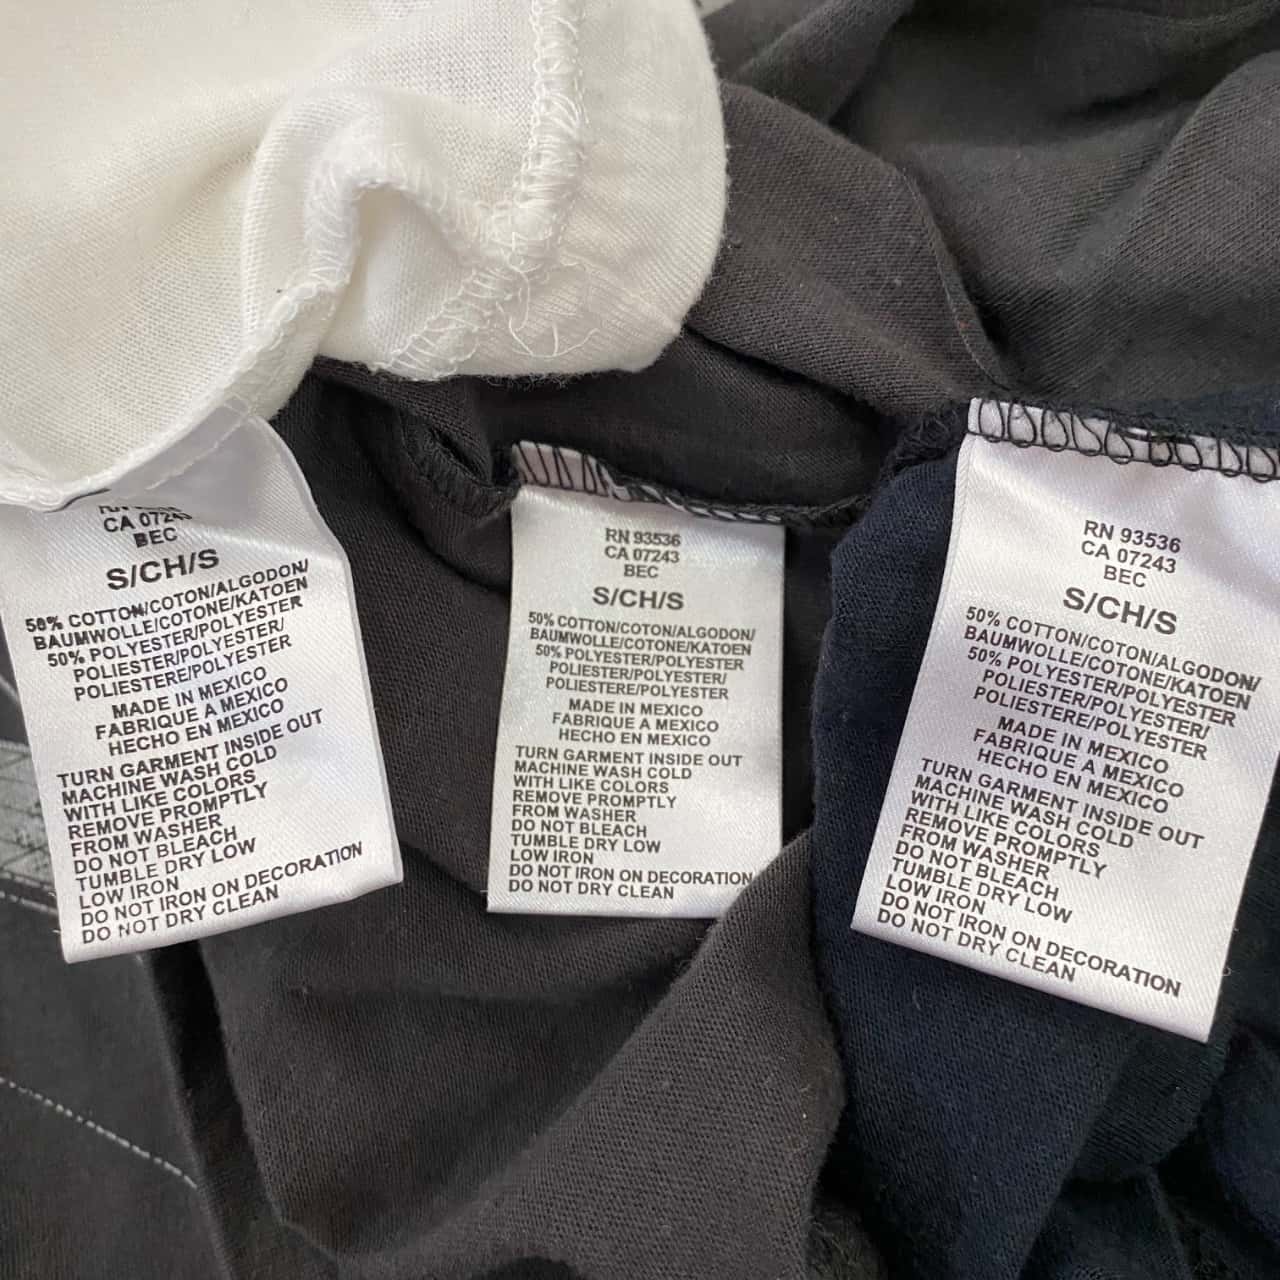 CA 07243
BEC
S/CH/S
50% COTTON/COTON/ALGODON/
BAUMWOLLE/COTONE/KATOEN
50% POLYESTER/POLYESTER
POLIESTER/POLYESTER/
POLIESTERE/POLYESTER
MADE IN MEXICO
FABRIQUE A MEXICO
HECHO EN MEXICO
TURN GARMENT INSIDE OUT
MACHINE WASH COLD
WITH LIKE COLORS
REMOVE PROMPTLY
FROM WASHER
DO NOT BLEACH
TUMBLE DRY LOW
LOW IRON
DO NOT IRON ON DECORATION
DO NOT DRY CLEAN
RN 93536
CA 07243
BEC
S/CH/S
50% COTTON/COTON/ALGODON/
BAUMWOLLE/COTONE/KATOEN
50% POLYESTER/POLYESTER
POLIESTER/POLYESTER/
POLIESTERE/POLYESTER
MADE IN MEXICO
FABRIQUE A MEXICO
HECHO EN MEXICO
TURN GARMENT INSIDE OUT
MACHINE WASH COLD
WITH LIKE COLORS
REMOVE PROMPTLY
FROM WASHER
DO NOT BLEACH
TUMBLE DRY LOW
LOW IRON
DO NOT IRON ON DECORATION
DO NOT DRY CLEAN
RN 93536
CA 07243
BEC
S/CH/S
50% COTTON/COTON/ALGODON/
BAUMWOLLE/COTONE/KATOEN
50% POLYESTER/POLYESTER
POLIESTER/POLYESTER/
POLIESTERE/POLYESTER
MADE IN MEXICO
FABRIQUE A MEXICO
HECHO EN MEXICO
TURN GARMENT INSIDE OUT
MACHINE WASH COLD
WITH LIKE COLORS
REMOVE PROMPTLY
FROM WASHER
DO NOT BLEACH
TUMBLE DRY LOW
LOW IRON
DO NOT IRON ON DECORATION
DO NOT DRY CLEAN